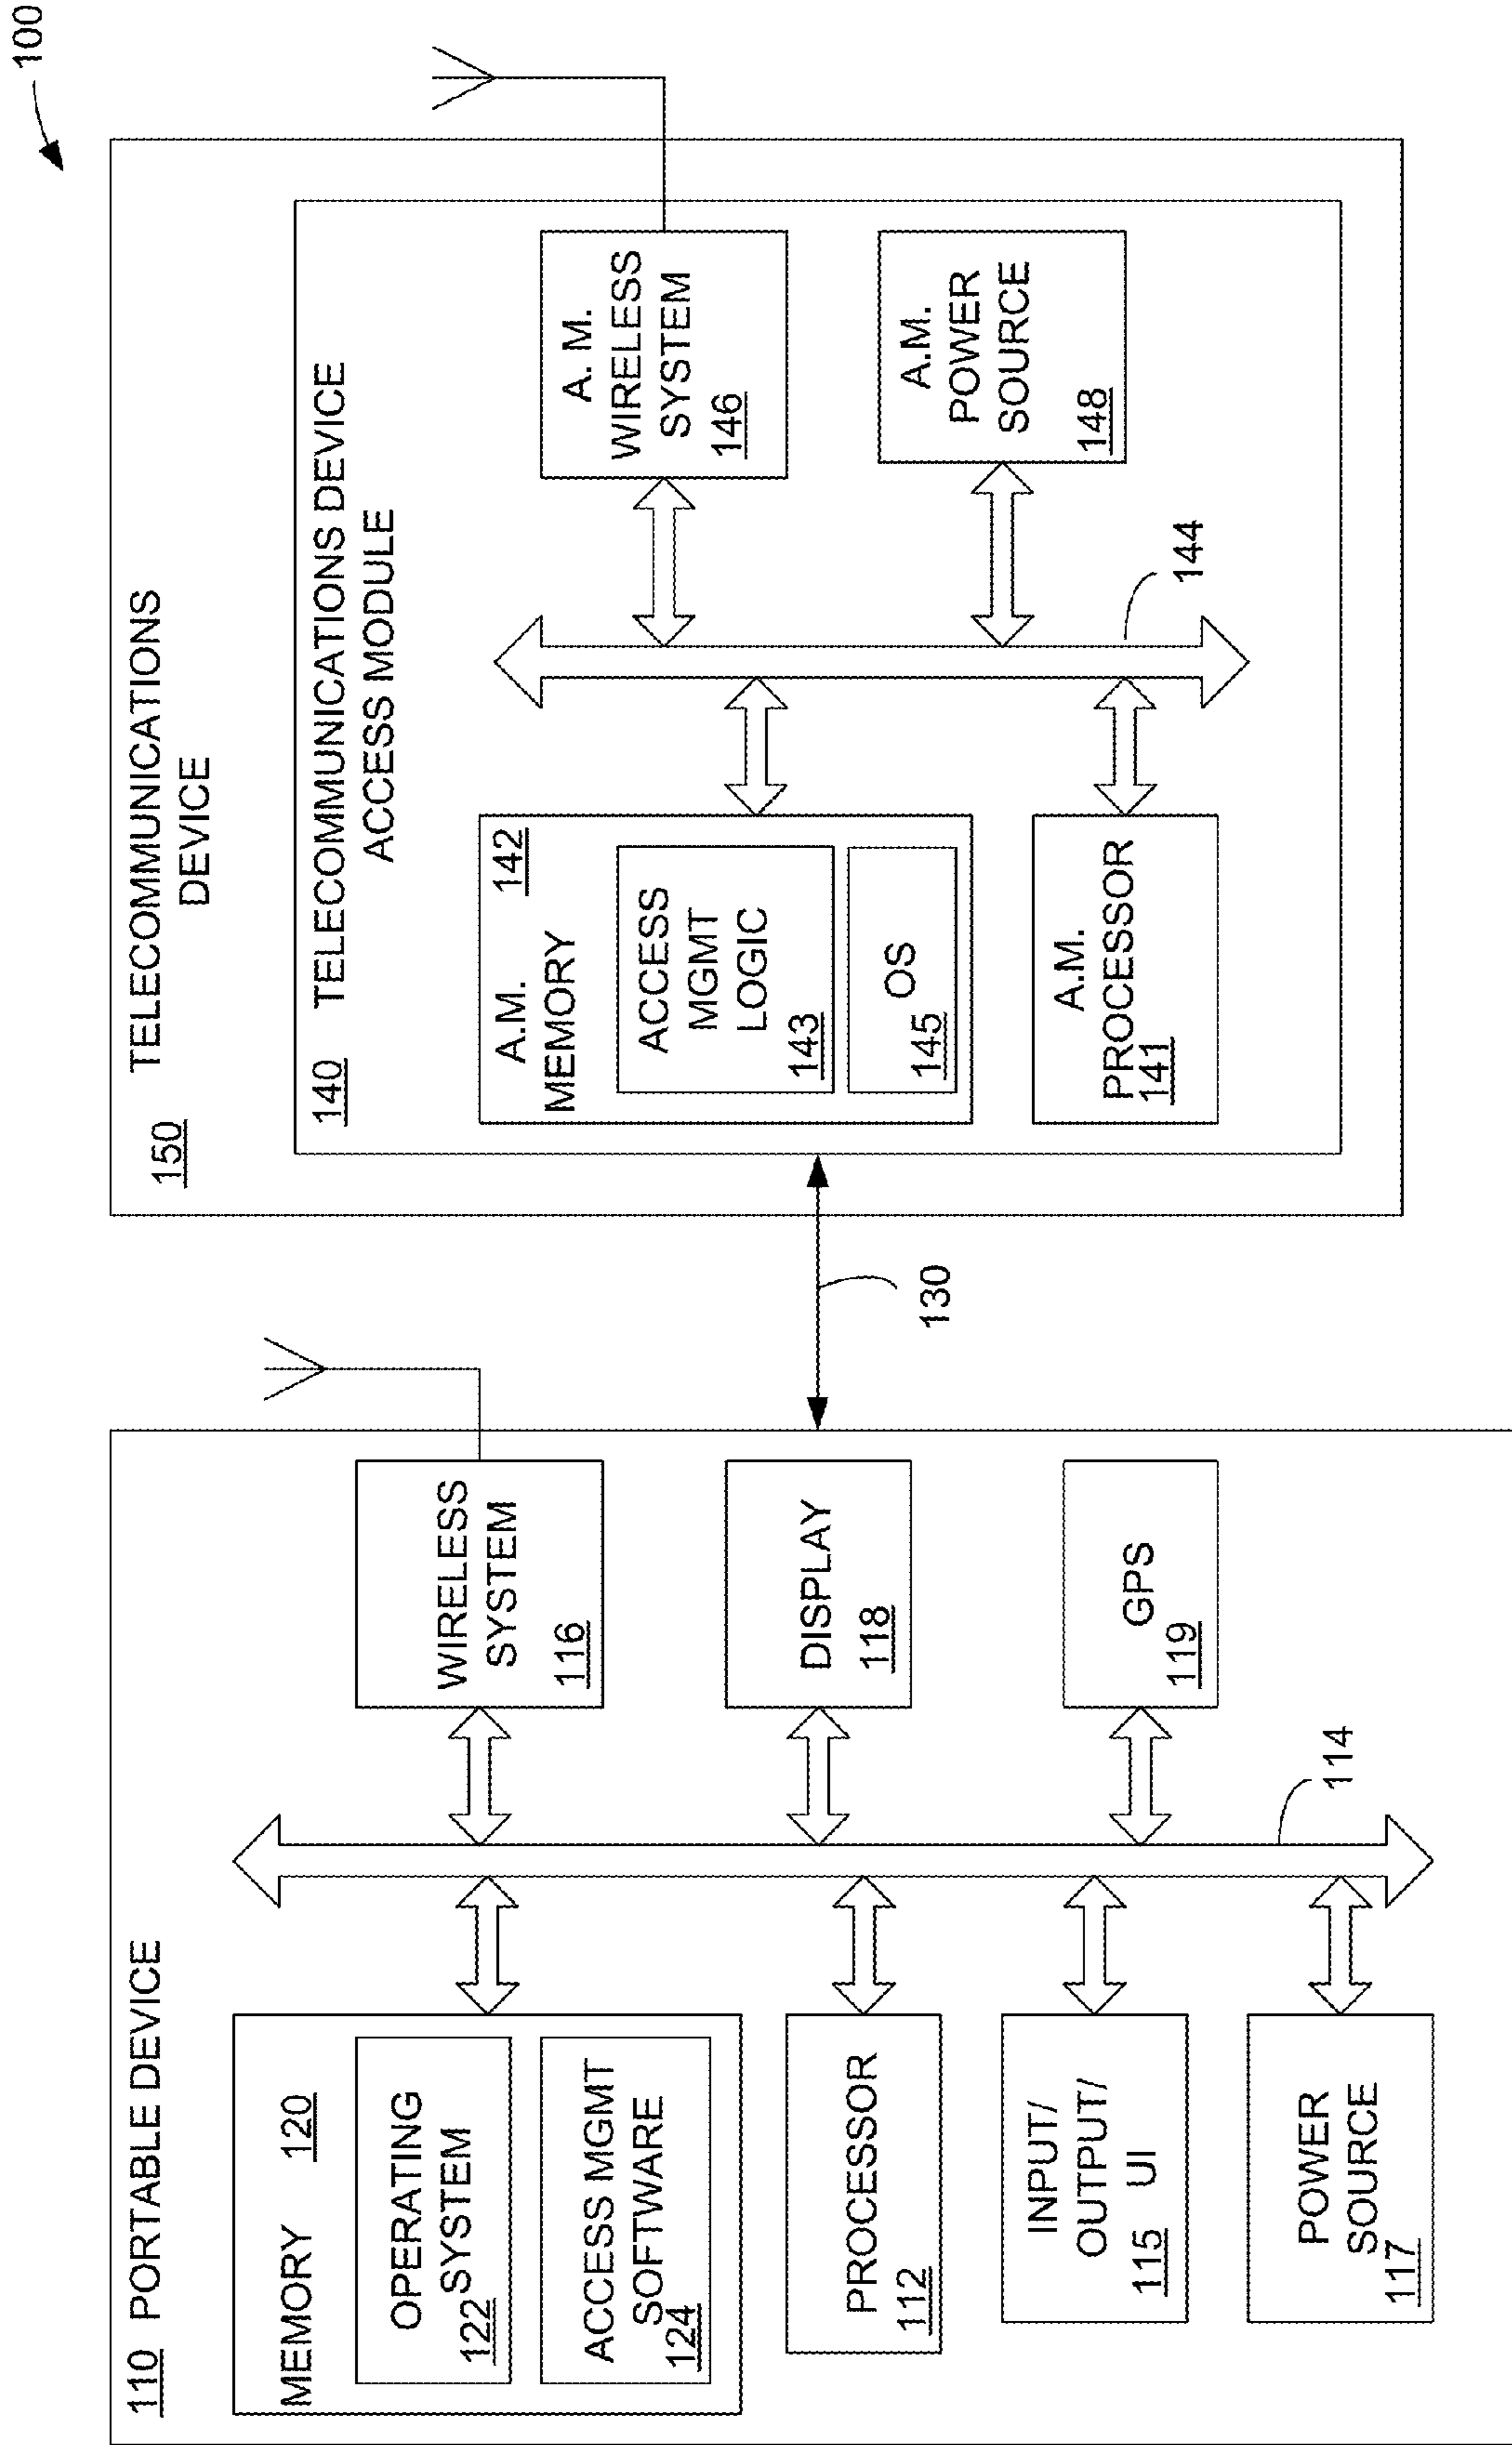 100
110 PORTABLE DEVICE
MEMORY 120
OPERATING
SYSTEM
122
ACCESS MGMT
SOFTWARE
124
PROCESSOR
112
INPUT/
OUTPUT/
UI
115
POWER
SOURCE
117
WIRELESS
SYSTEM
116
DISPLAY
118
GPS
119
114
130
150 TELECOMMUNICATIONS
DEVICE
140 TELECOMMUNICATIONS DEVICE
ACCESS MODULE
A.M. 142
MEMORY
ACCESS
MGMT
LOGIC
143
OS
145
A.M.
PROCESSOR
141
A. M.
WIRELESS
SYSTEM
146
A.M.
POWER
SOURCE
148
144